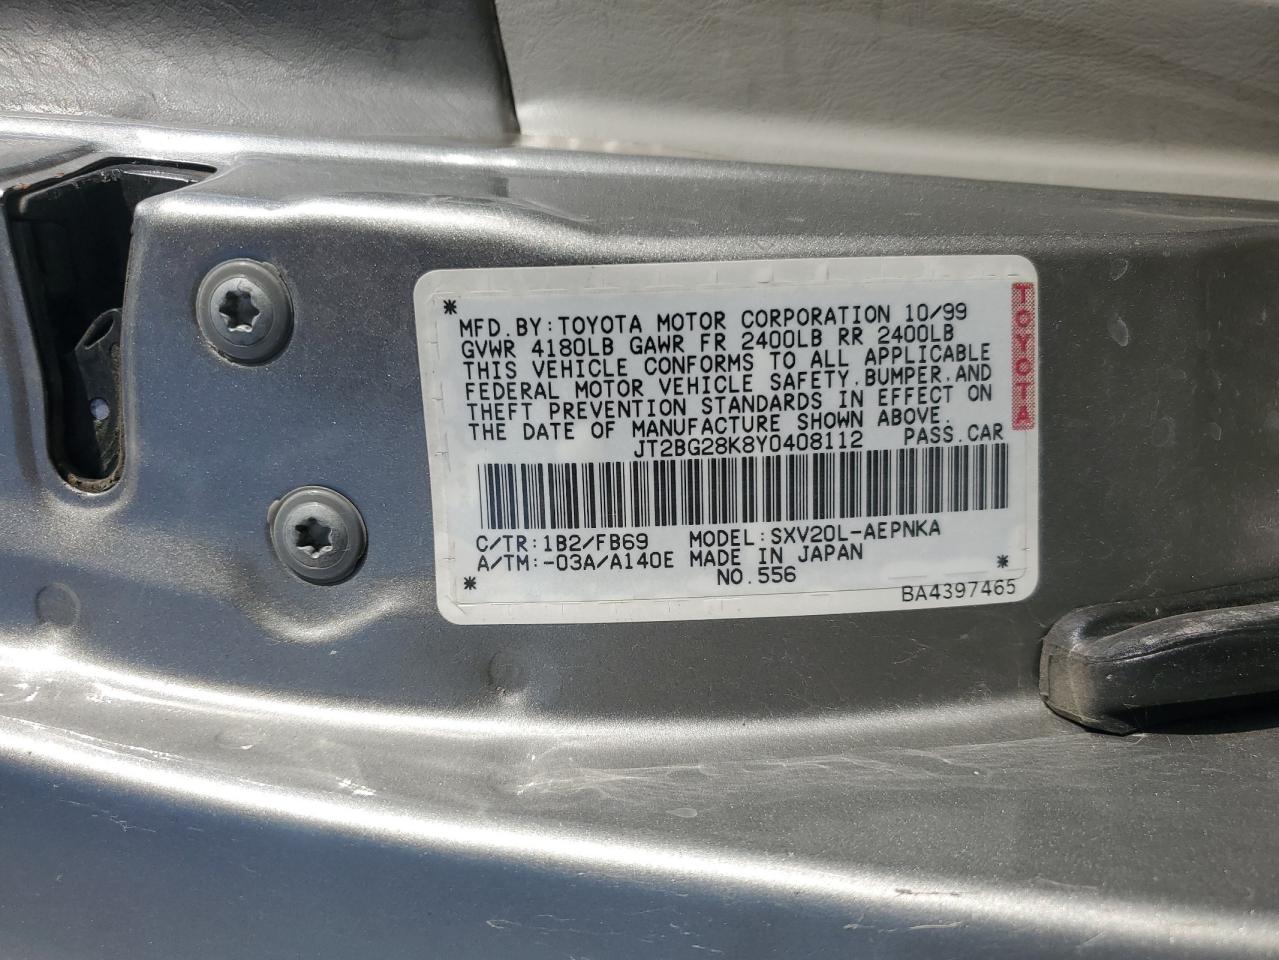 MFD.BY:TOYOTA MOTOR CORPORATION 10/99
GVWR 4180LB GAWR FR 2400LB RR 2400LB
THIS VEHICLE CONFORMS TO ALL APPLICABLE
FEDERAL MOTOR VEHICLE SAFETY,BUMPER,AND
THEFT PREVENTION STANDARDS IN EFFECT ON
THE DATE OF MANUFACTURE SHOWN ABOVE.
JT2BG28K8Y0408112 PASS.CAR
C/TR:1B2/FB69 MODEL:SXV20L-AEPNKA
A/TM:-03A/A140E MADE IN JAPAN
NO.556
BA4397465
TOYOTA